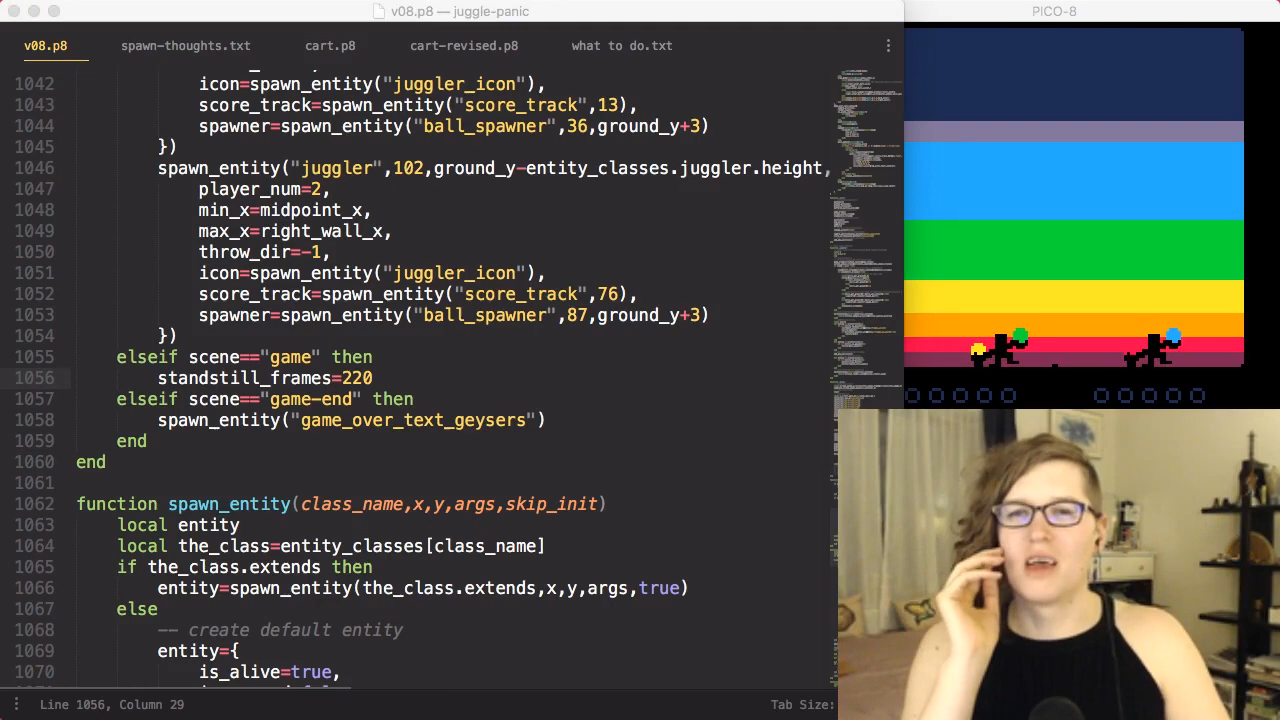 v08.p8 — juggle-panic
PICO-8
v08.p8
spawn-thoughts.txt
cart.p8
cart-revised.p8
what to do.txt
1042 icon=spawn_entity("juggler_icon"),
1043 score_track=spawn_entity("score_track",13),
1044 spawner=spawn_entity("ball_spawner",36,ground_y+3)
1045 })
1046 spawn_entity("juggler",102,ground_y-entity_classes.juggler.height,
1047 player_num=2,
1048 min_x=midpoint_x,
1049 max_x=right_wall_x,
1050 throw_dir=-1,
1051 icon=spawn_entity("juggler_icon"),
1052 score_track=spawn_entity("score_track",76),
1053 spawner=spawn_entity("ball_spawner",87,ground_y+3)
1054 })
1055 elseif scene=="game" then
1056 standstill_frames=220
1057 elseif scene=="game-end" then
1058 spawn_entity("game_over_text_geysers")
1059 end
1060 end
1061
1062 function spawn_entity(class_name,x,y,args,skip_init)
1063 local entity
1064 local the_class=entity_classes[class_name]
1065 if the_class.extends then
1066 entity=spawn_entity(the_class.extends,x,y,args,true)
1067 else
1068 -- create default entity
1069 entity={
1070 is_alive=true,
Line 1056, Column 29
Tab Size: